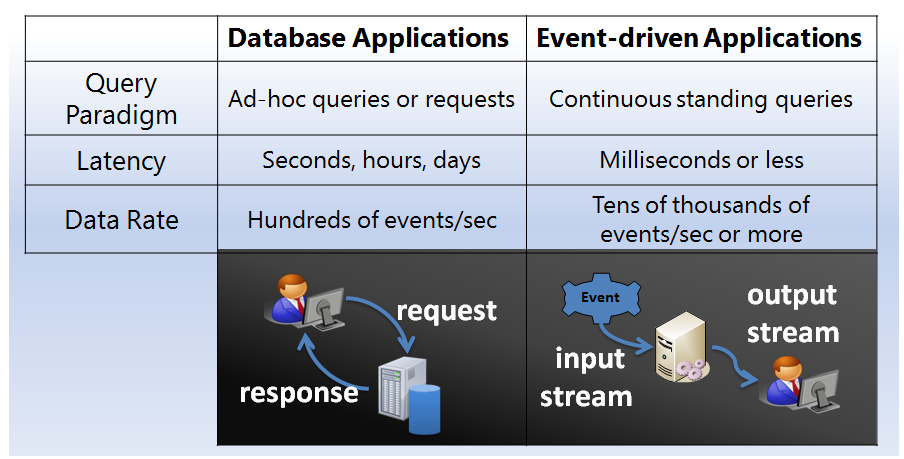 Database Applications
Event-driven Applications
Query
Paradigm
Ad-hoc queries or requests
Continuous standing queries
Latency
Seconds, hours, days
Milliseconds or less
Data Rate
Hundreds of events/sec
Tens of thousands of
events/sec or more
request
response
Event
input
stream
output
stream